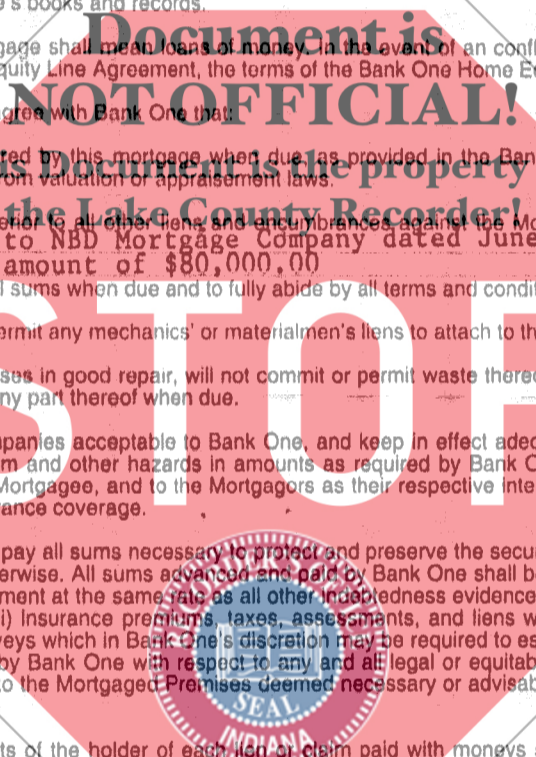 's books and records.
Document is
gage shall mean loans of money. In the event of an confl
quity Line Agreement, the terms of the Bank One Home E
NOT OFFICIAL!
agree with Bank One that:
red by this mortgage when due, as provided in the Ban
is Document is the property
rom valuation or appraisement laws.
the Lake County Recorder!
erior to all other liens and encumbrances against the Mo
to NBD Mortgage Company dated June
amount of $80,000.00
l sums when due and to fully abide by all terms and condit
STOP
ermit any mechanics' or materialmen's liens to attach to th
ses in good repair, will not commit or permit waste there
ny part thereof when due.
mpanies acceptable to Bank One, and keep in effect adeq
m and other hazards in amounts as required by Bank O
Mortgagee, and to the Mortgagors as their respective inte
ance coverage.
pay all sums necessary to protect and preserve the secu
erwise. All sums advanced and paid by Bank One shall b
ment at the same rate as all other indebtedness evidence
i) Insurance premiums, taxes, assessments, and liens w
veys which in Bank One's discretion may be required to es
by Bank One with respect to any and all legal or equitab
o the Mortgaged Premises deemed necessary or advisab
SEAL
INDIANA
ts of the holder of each lien or claim paid with moneys